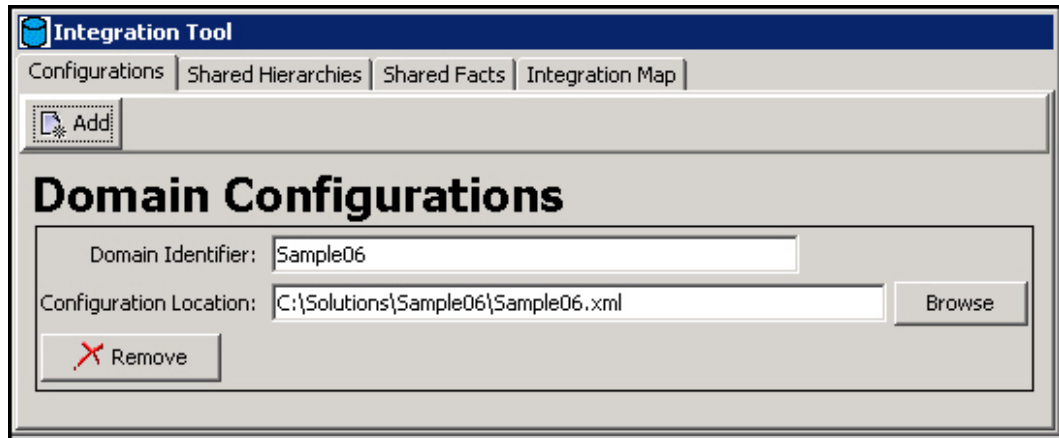 Integration Tool
Configurations Shared Hierarchies Shared Facts Integration Map
Add
Domain Configurations
Domain Identifier: Sample06
Configuration Location: C:\Solutions\Sample06\Sample06.xml Browse
Remove